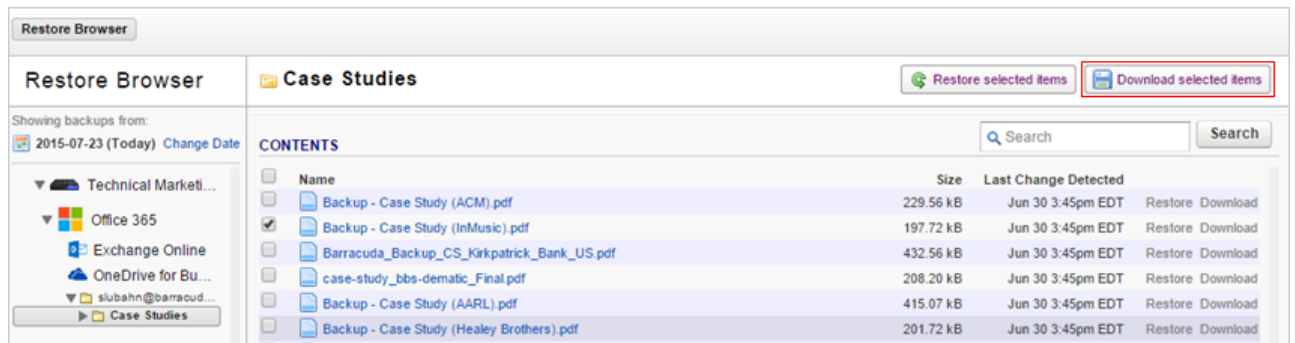 Restore Browser
Restore Browser
Case Studies
Restore selected items
Download selected items
Showing backups from:
2015-07-23 (Today) Change Date
Technical Marketi...
Office 365
Exchange Online
OneDrive for Bu...
slubahn@barracud...
Case Studies
CONTENTS
Search
Search
Name Size Last Change Detected
Backup - Case Study (ACM).pdf 229.56 kB Jun 30 3:45pm EDT Restore Download
Backup - Case Study (InMusic).pdf 197.72 kB Jun 30 3:45pm EDT Restore Download
Barracuda_Backup_CS_Kirkpatrick_Bank_US.pdf 432.56 kB Jun 30 3:45pm EDT Restore Download
case-study_bbs-dematic_Final.pdf 208.20 kB Jun 30 3:45pm EDT Restore Download
Backup - Case Study (AARL).pdf 415.07 kB Jun 30 3:45pm EDT Restore Download
Backup - Case Study (Healey Brothers).pdf 201.72 kB Jun 30 3:45pm EDT Restore Download